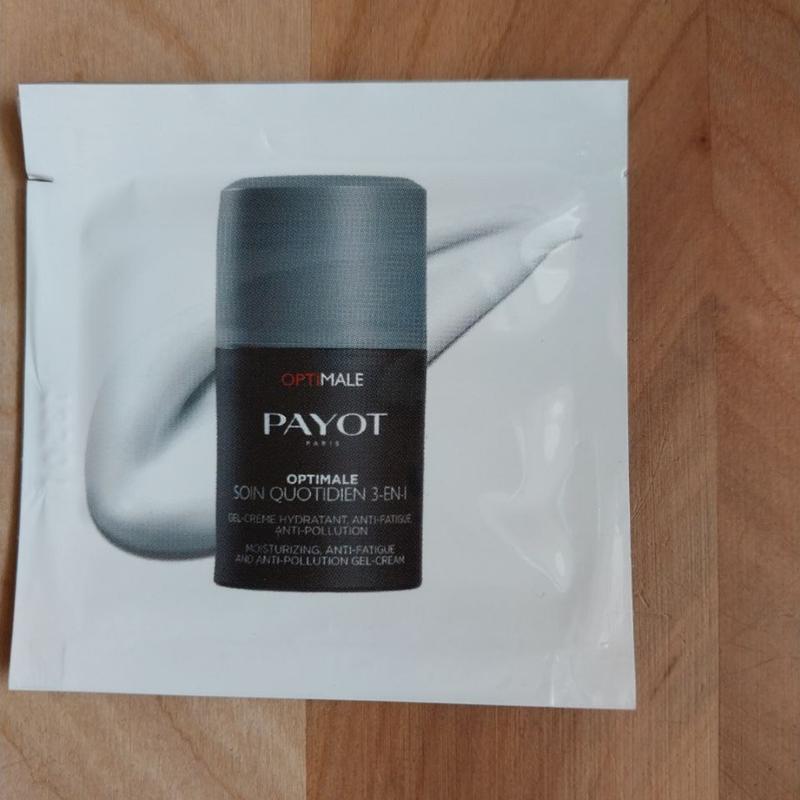 OPTIMALE
PAYOT
PARIS
OPTIMALE
SOIN QUOTIDIEN 3-EN-1
GEL-CRÈME HYDRATANT, ANTI-FATIGUE
ANTI-POLLUTION
MOISTURIZING, ANTI-FATIGUE
AND ANTI-POLLUTION GEL-CREAM